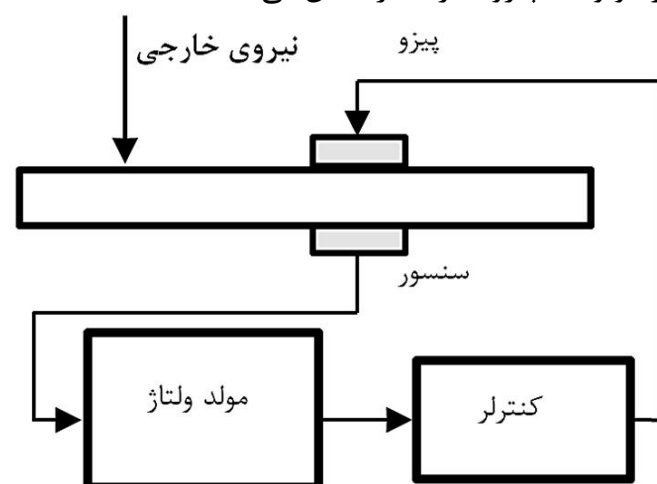 نیروی خارجی
پیزو
سنسور
مولد ولتاژ
کنترلر